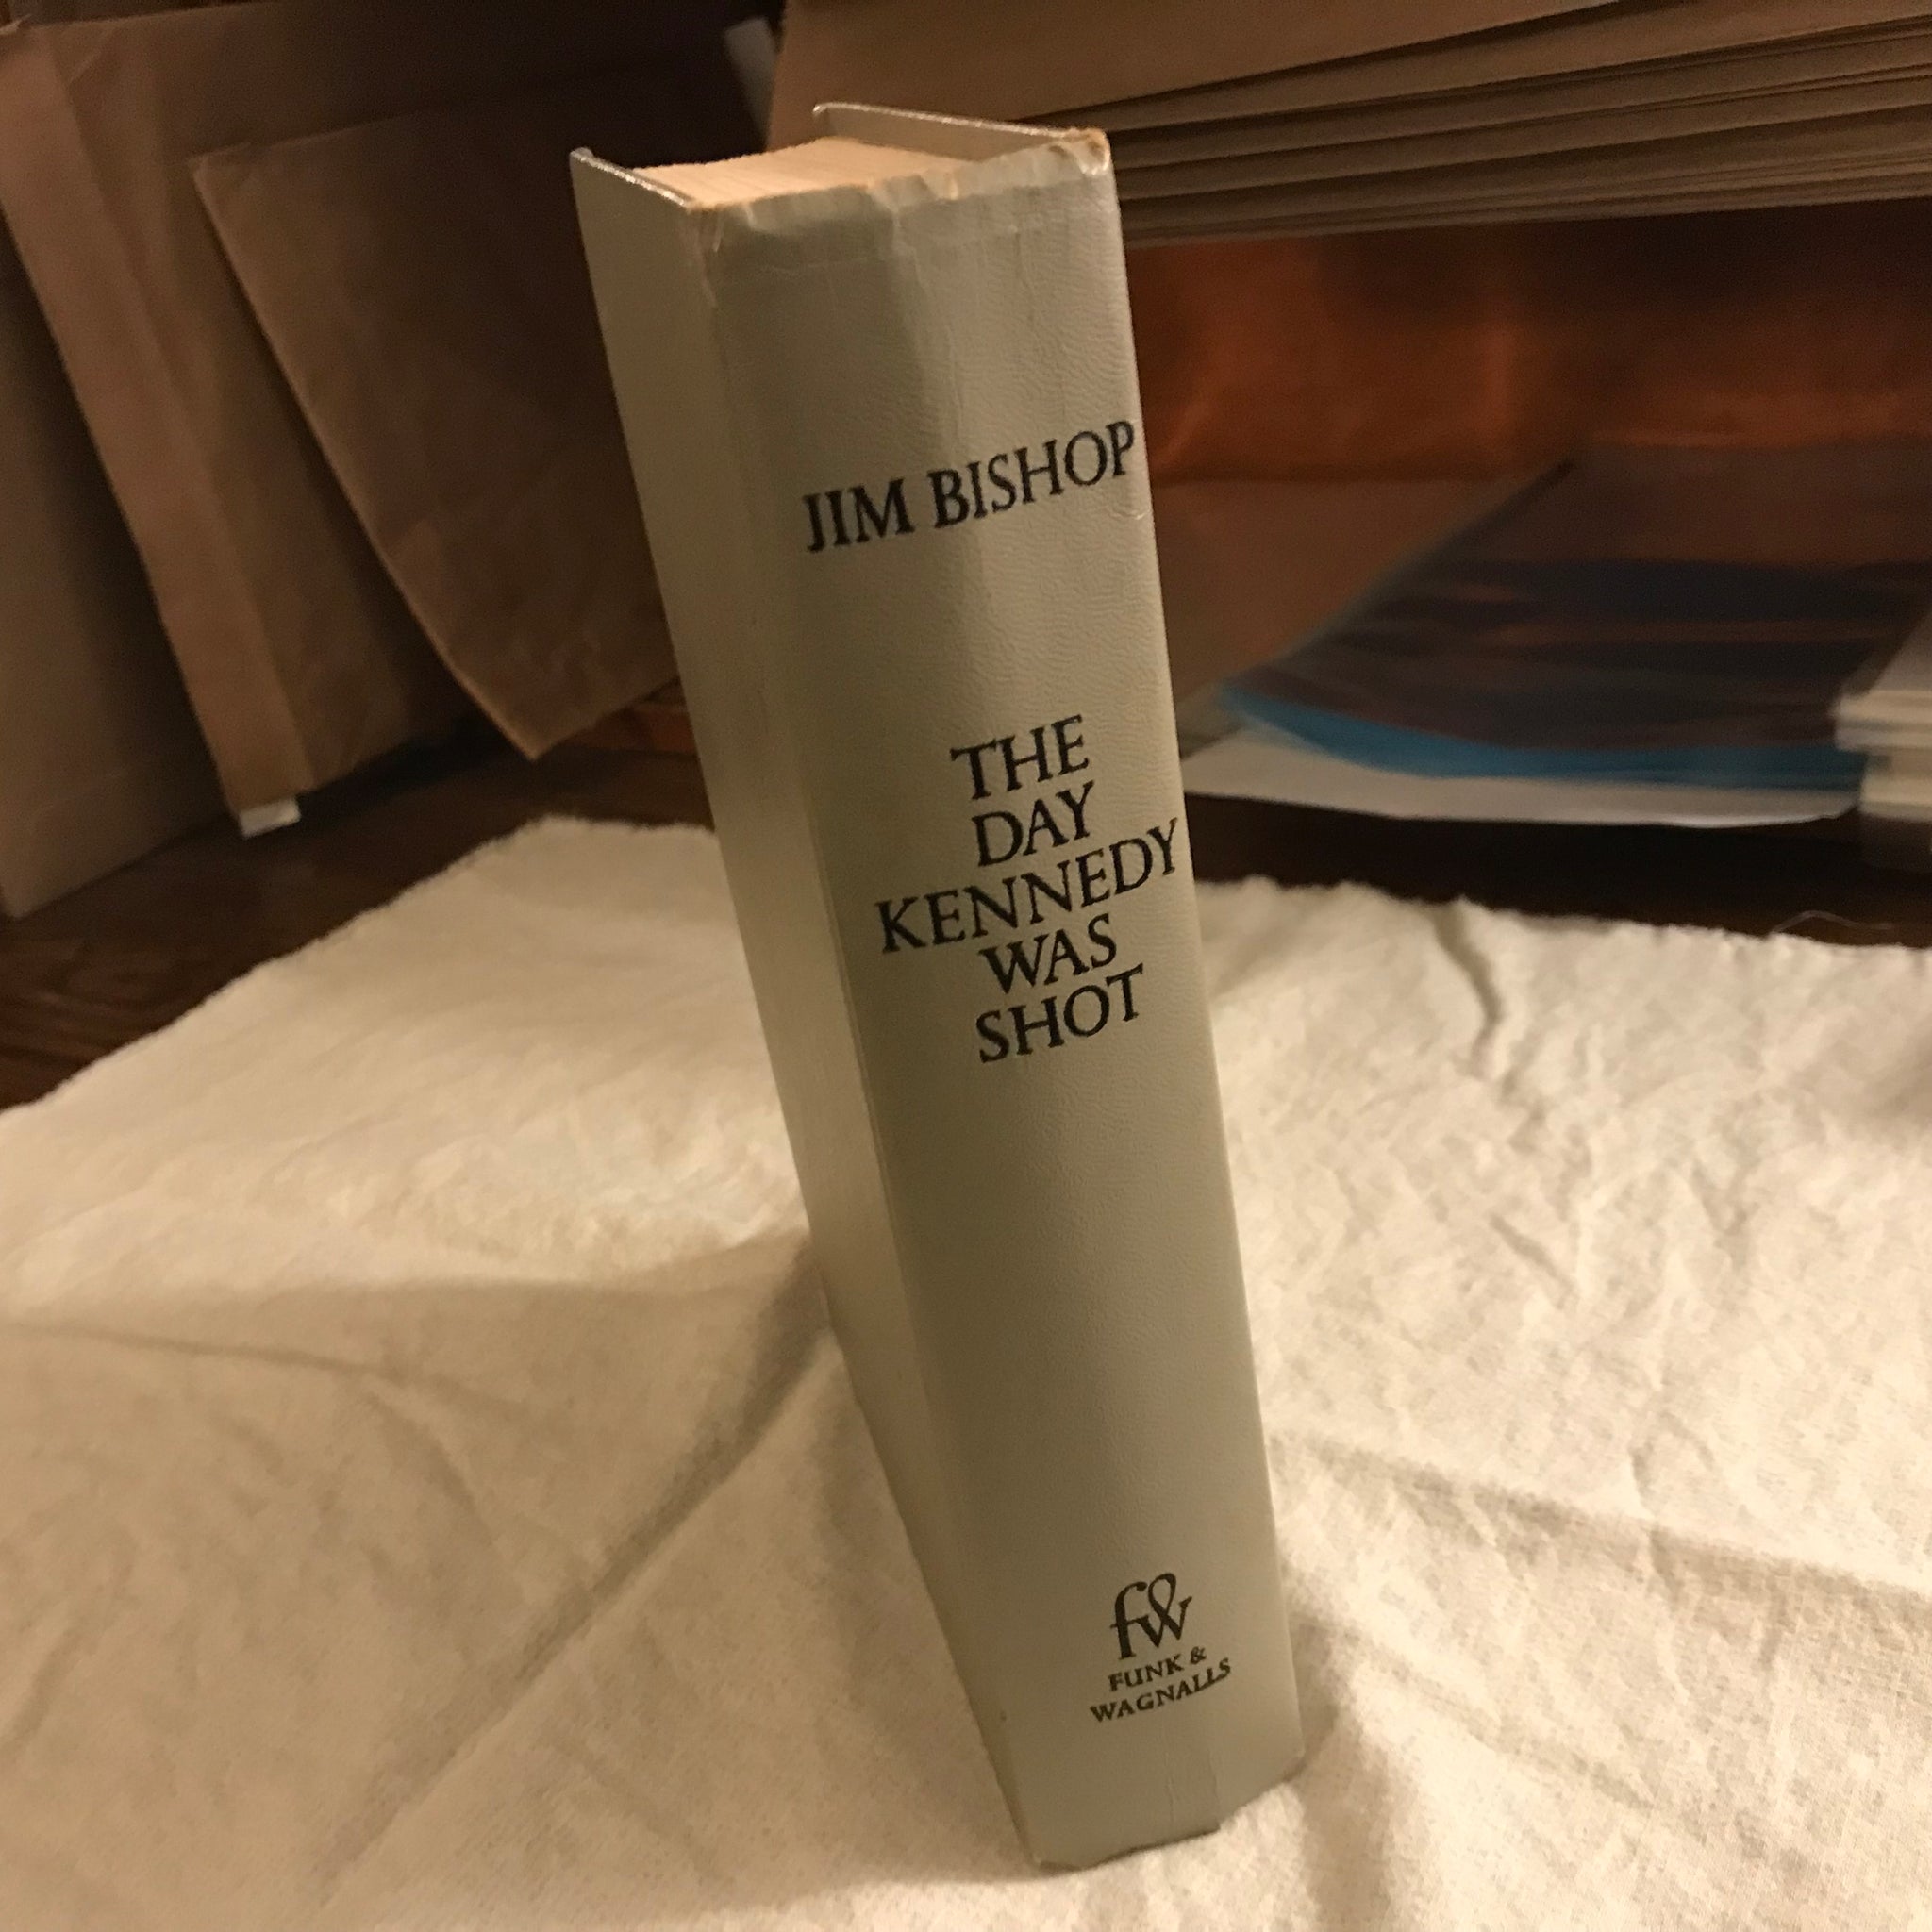 JIM BISHOP
THE
DAY
KENNEDY
WAS
SHOT
fw
FUNK &
WAGNALLS